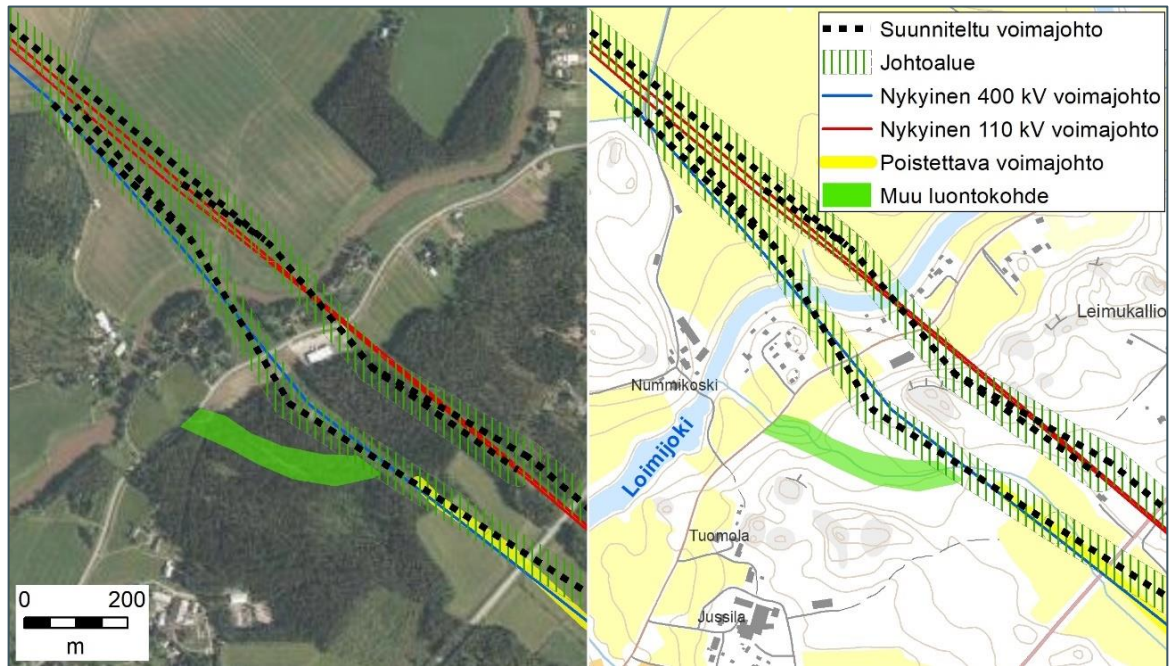 Suunniteltu voimajohto
Johtoalue
Nykyinen 400 kV voimajohto
Nykyinen 110 kV voimajohto
Poistettava voimajohto
Muu luontokohde
Leimukallio
Nummikoski
Loimijoki
Tuomola
Jussila
0 200
m